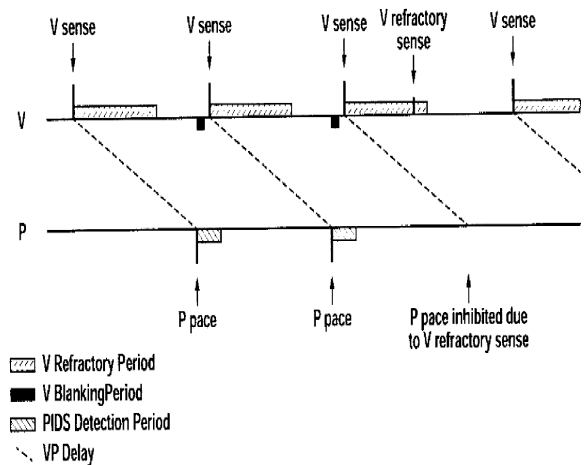 V sense
V sense
V sense
V refractory
sense
V sense
V
P
P pace
P pace
P pace inhibited due
to V refractory sense
V Refractory Period
V BlankingPeriod
PIDS Detection Period
VP Delay